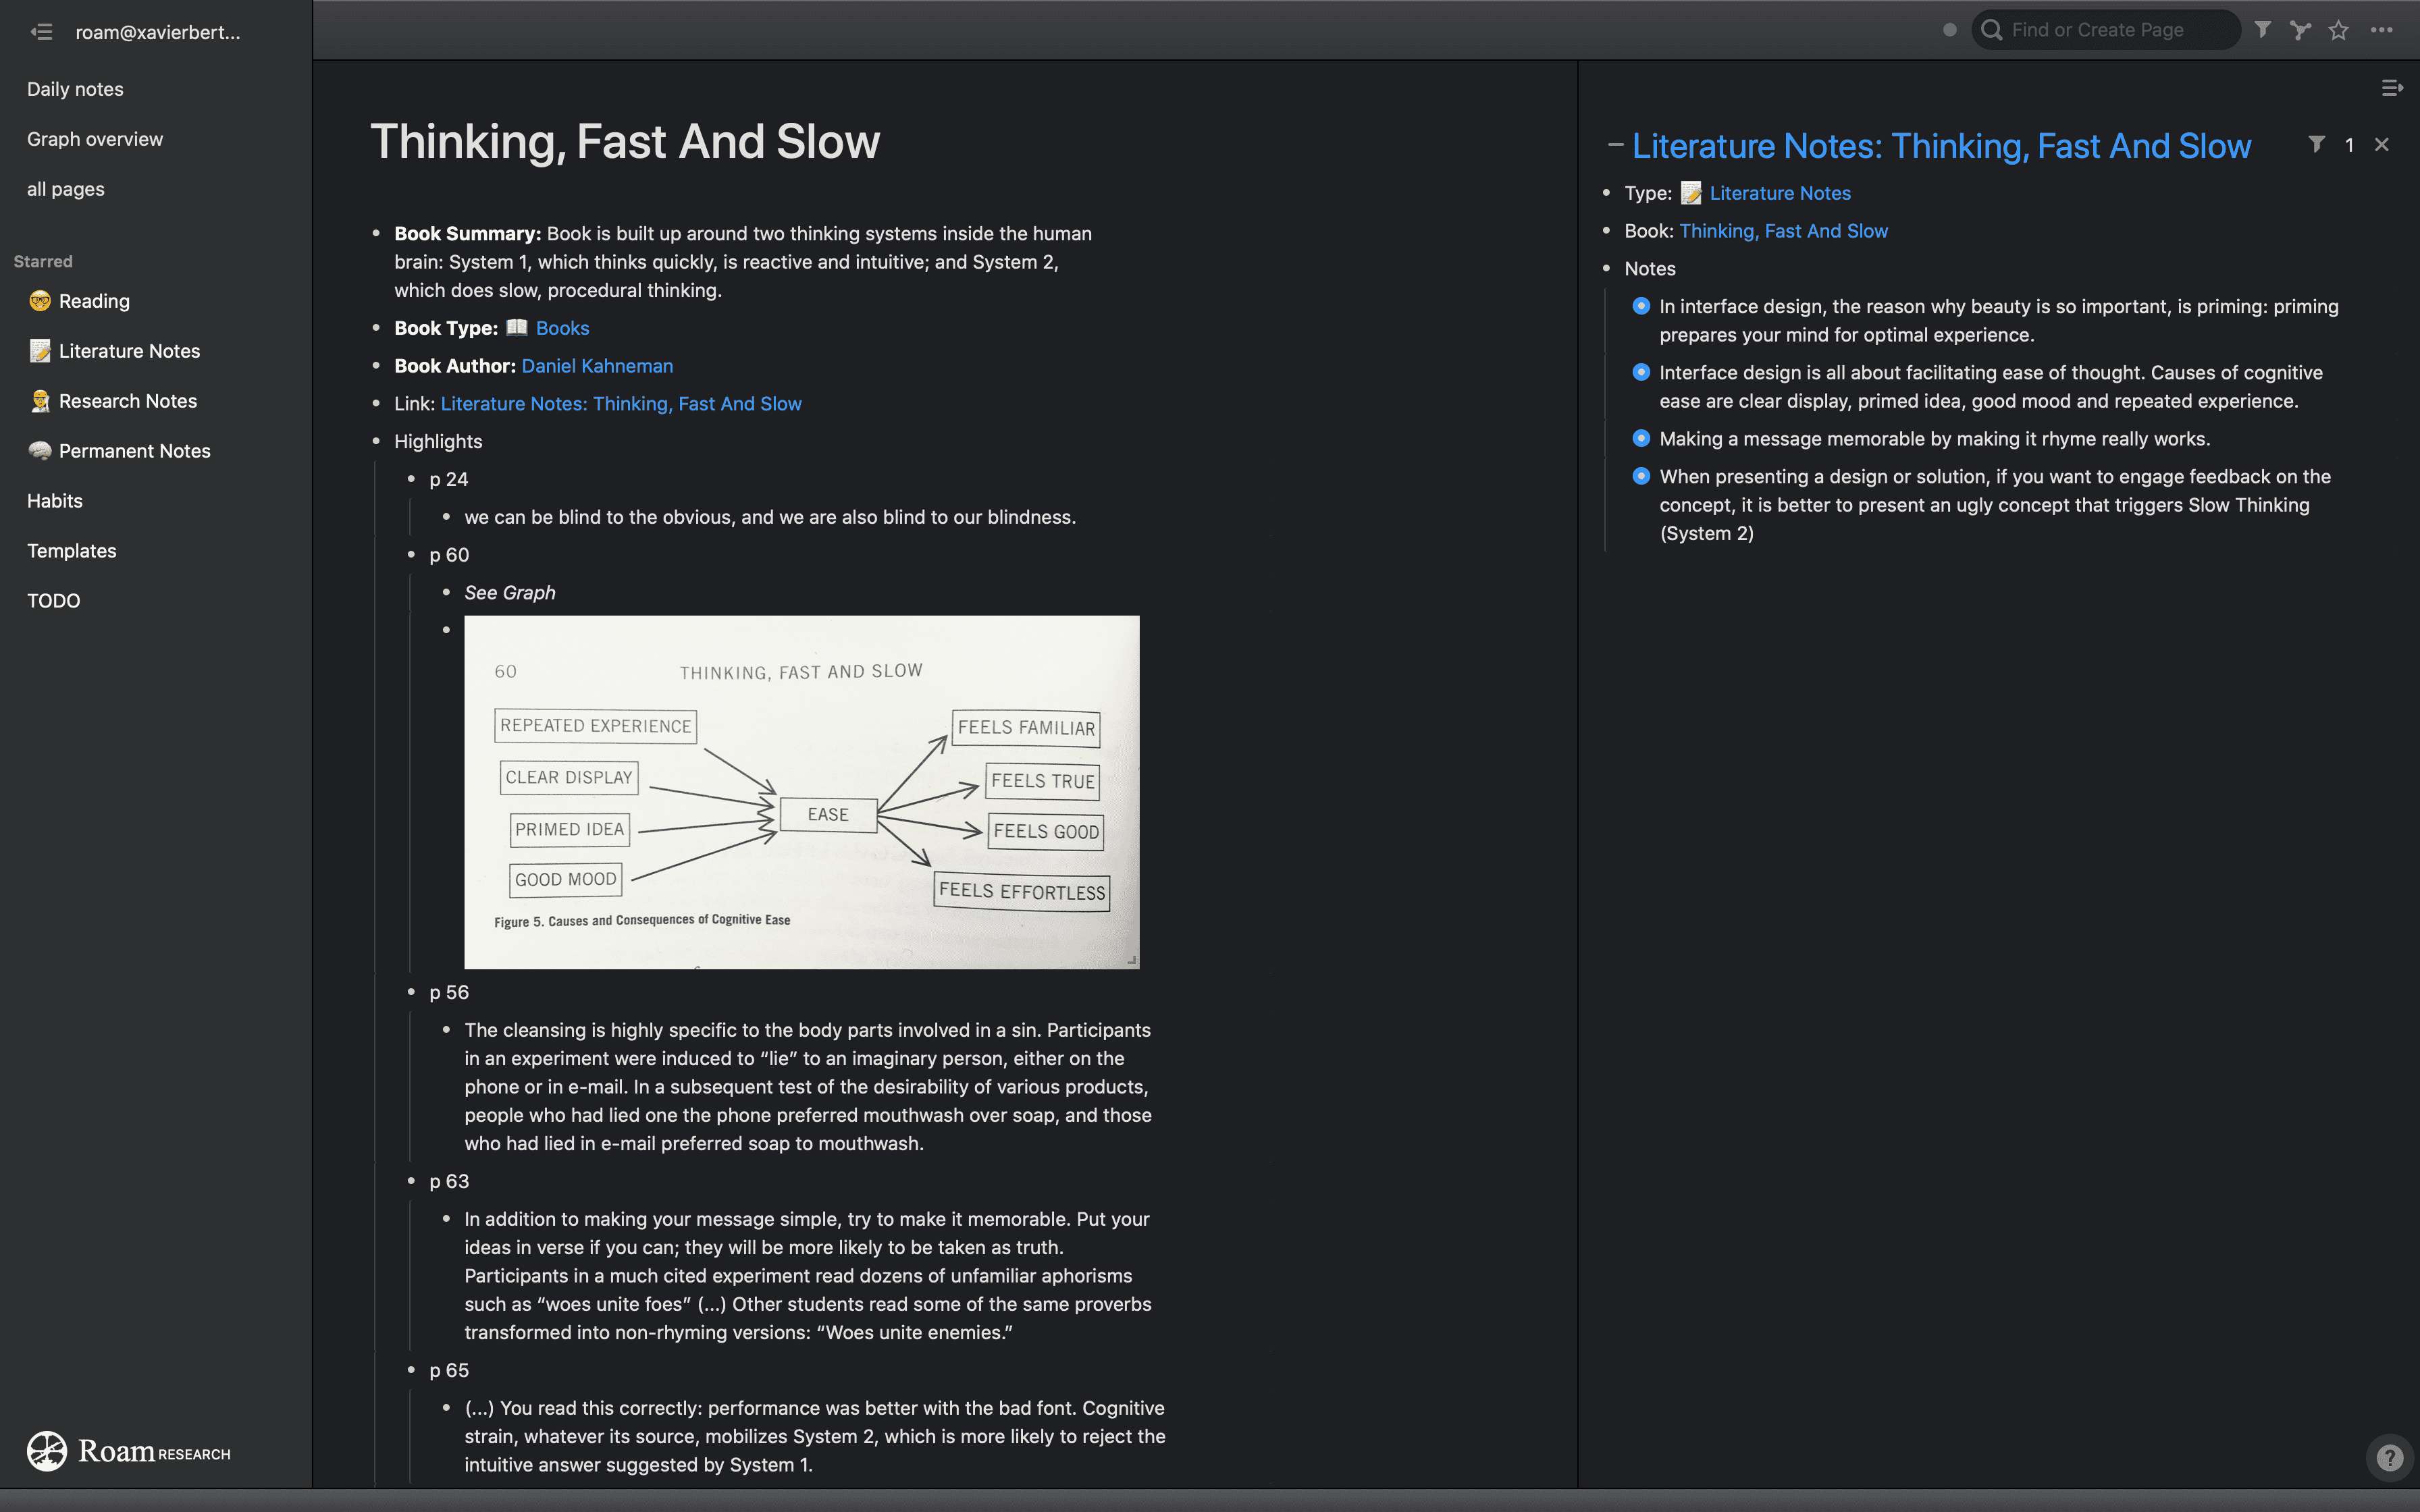 roam@xavierbert...
Daily notes
Graph overview
all pages
Starred
Reading
Literature Notes
Research Notes
Permanent Notes
Habits
Templates
TODO
Roam RESEARCH
Find or Create Page
Thinking, Fast And Slow
Book Summary: Book is built up around two thinking systems inside the human
brain: System 1, which thinks quickly, is reactive and intuitive; and System 2,
which does slow, procedural thinking.
Book Type: 📖 Books
Book Author: Daniel Kahneman
Link: Literature Notes: Thinking, Fast And Slow
Highlights
p 24
we can be blind to the obvious, and we are also blind to our blindness.
p 60
See Graph
60 THINKING, FAST AND SLOW
REPEATED EXPERIENCE
CLEAR DISPLAY
PRIMED IDEA
GOOD MOOD
EASE
FEELS FAMILIAR
FEELS TRUE
FEELS GOOD
FEELS EFFORTLESS
Figure 5. Causes and Consequences of Cognitive Ease
p 56
The cleansing is highly specific to the body parts involved in a sin. Participants
in an experiment were induced to “lie” to an imaginary person, either on the
phone or in e-mail. In a subsequent test of the desirability of various products,
people who had lied one the phone preferred mouthwash over soap, and those
who had lied in e-mail preferred soap to mouthwash.
p 63
In addition to making your message simple, try to make it memorable. Put your
ideas in verse if you can; they will be more likely to be taken as truth.
Participants in a much cited experiment read dozens of unfamiliar aphorisms
such as “woes unite foes” (...) Other students read some of the same proverbs
transformed into non-rhyming versions: “Woes unite enemies.”
p 65
(...) You read this correctly: performance was better with the bad font. Cognitive
strain, whatever its source, mobilizes System 2, which is more likely to reject the
intuitive answer suggested by System 1.
Literature Notes: Thinking, Fast And Slow
1
Type: 📝 Literature Notes
Book: Thinking, Fast And Slow
Notes
In interface design, the reason why beauty is so important, is priming: priming
prepares your mind for optimal experience.
Interface design is all about facilitating ease of thought. Causes of cognitive
ease are clear display, primed idea, good mood and repeated experience.
Making a message memorable by making it rhyme really works.
When presenting a design or solution, if you want to engage feedback on the
concept, it is better to present an ugly concept that triggers Slow Thinking
(System 2)
?